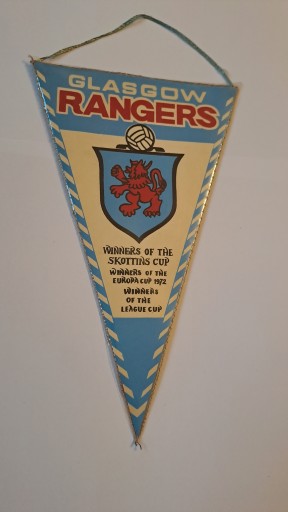 GLASGOW
RANGERS
WINNERS OF THE
SKOTTINS CUP
WINNERS OF THE
EUROPA CUP 1972
WINNERS
OF THE
LEAGUE CUP